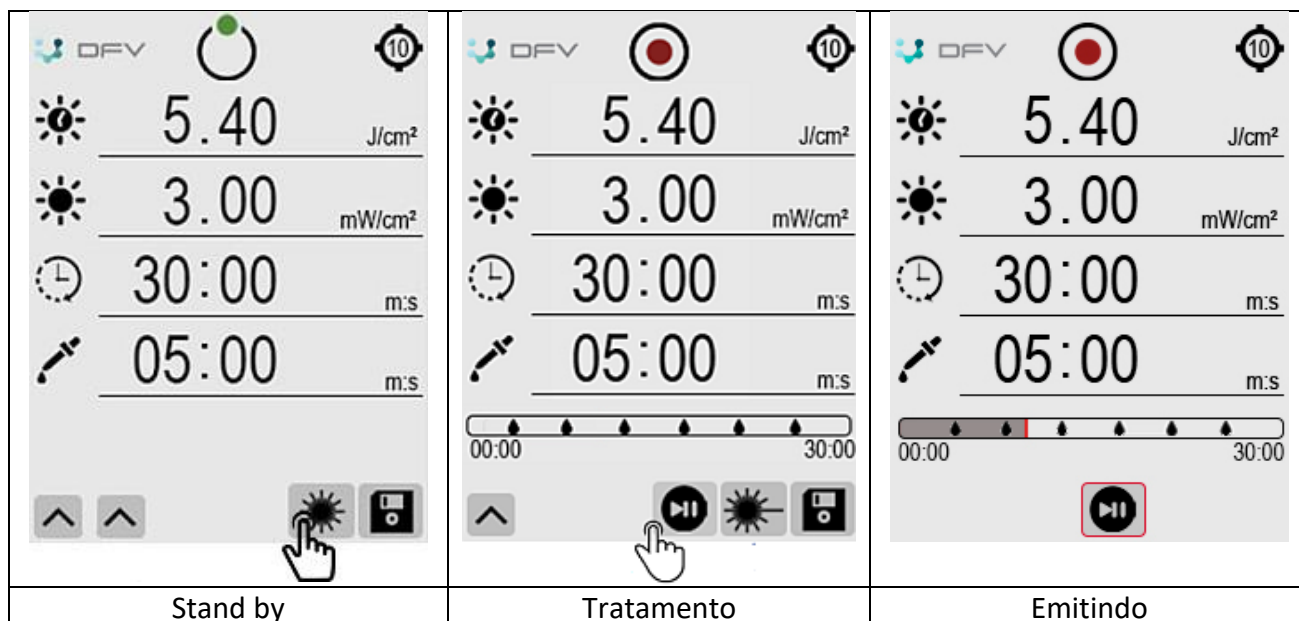 DFV
10
5.40 J/cm²
3.00 mW/cm²
30:00 m:s
05:00 m:s
Stand by
DFV
10
5.40 J/cm²
3.00 mW/cm²
30:00 m:s
05:00 m:s
00:00 30:00
Tratamento
DFV
10
5.40 J/cm²
3.00 mW/cm²
30:00 m:s
05:00 m:s
00:00 30:00
Emitindo